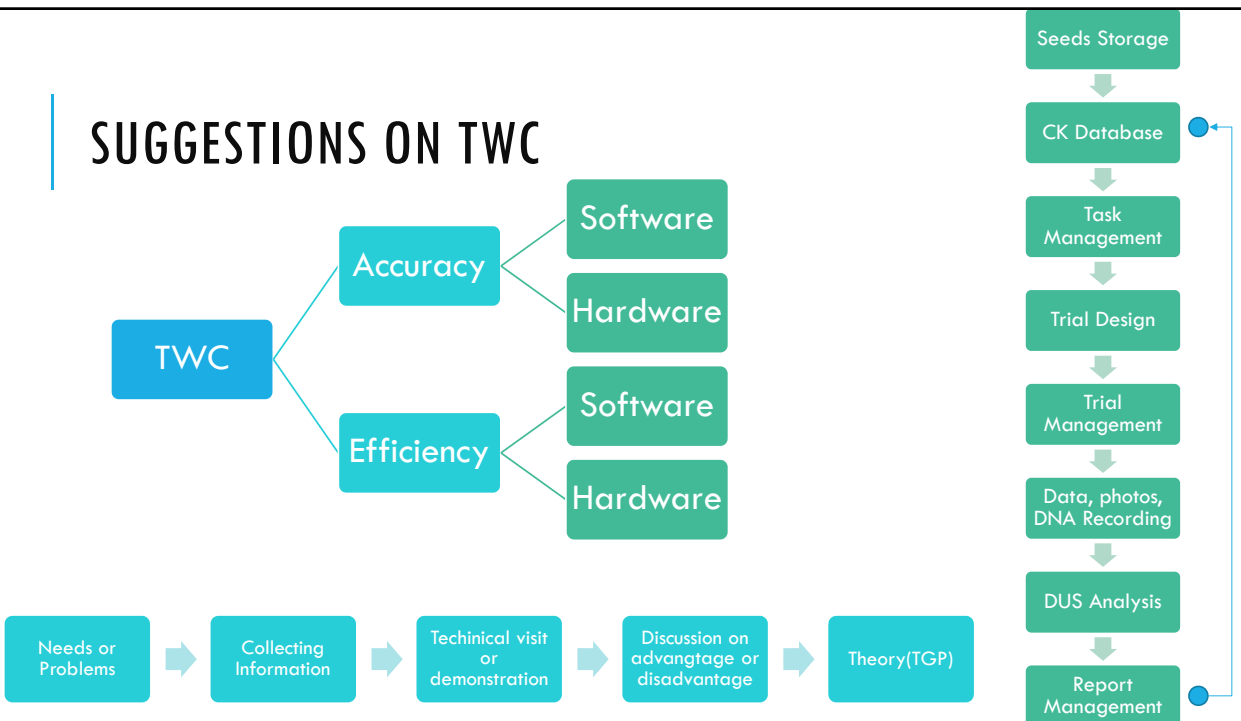 SUGGESTIONS ON TWC
TWC
Accuracy
Efficiency
Software
Hardware
Software
Hardware
Needs or
Problems
Collecting
Information
Techinical visit
or
demonstration
Discussion on
advangtage or
disadvantage
Theory(TGP)
Seeds Storage
CK Database
Task
Management
Trial Design
Trial
Management
Data, photos,
DNA Recording
DUS Analysis
Report
Management